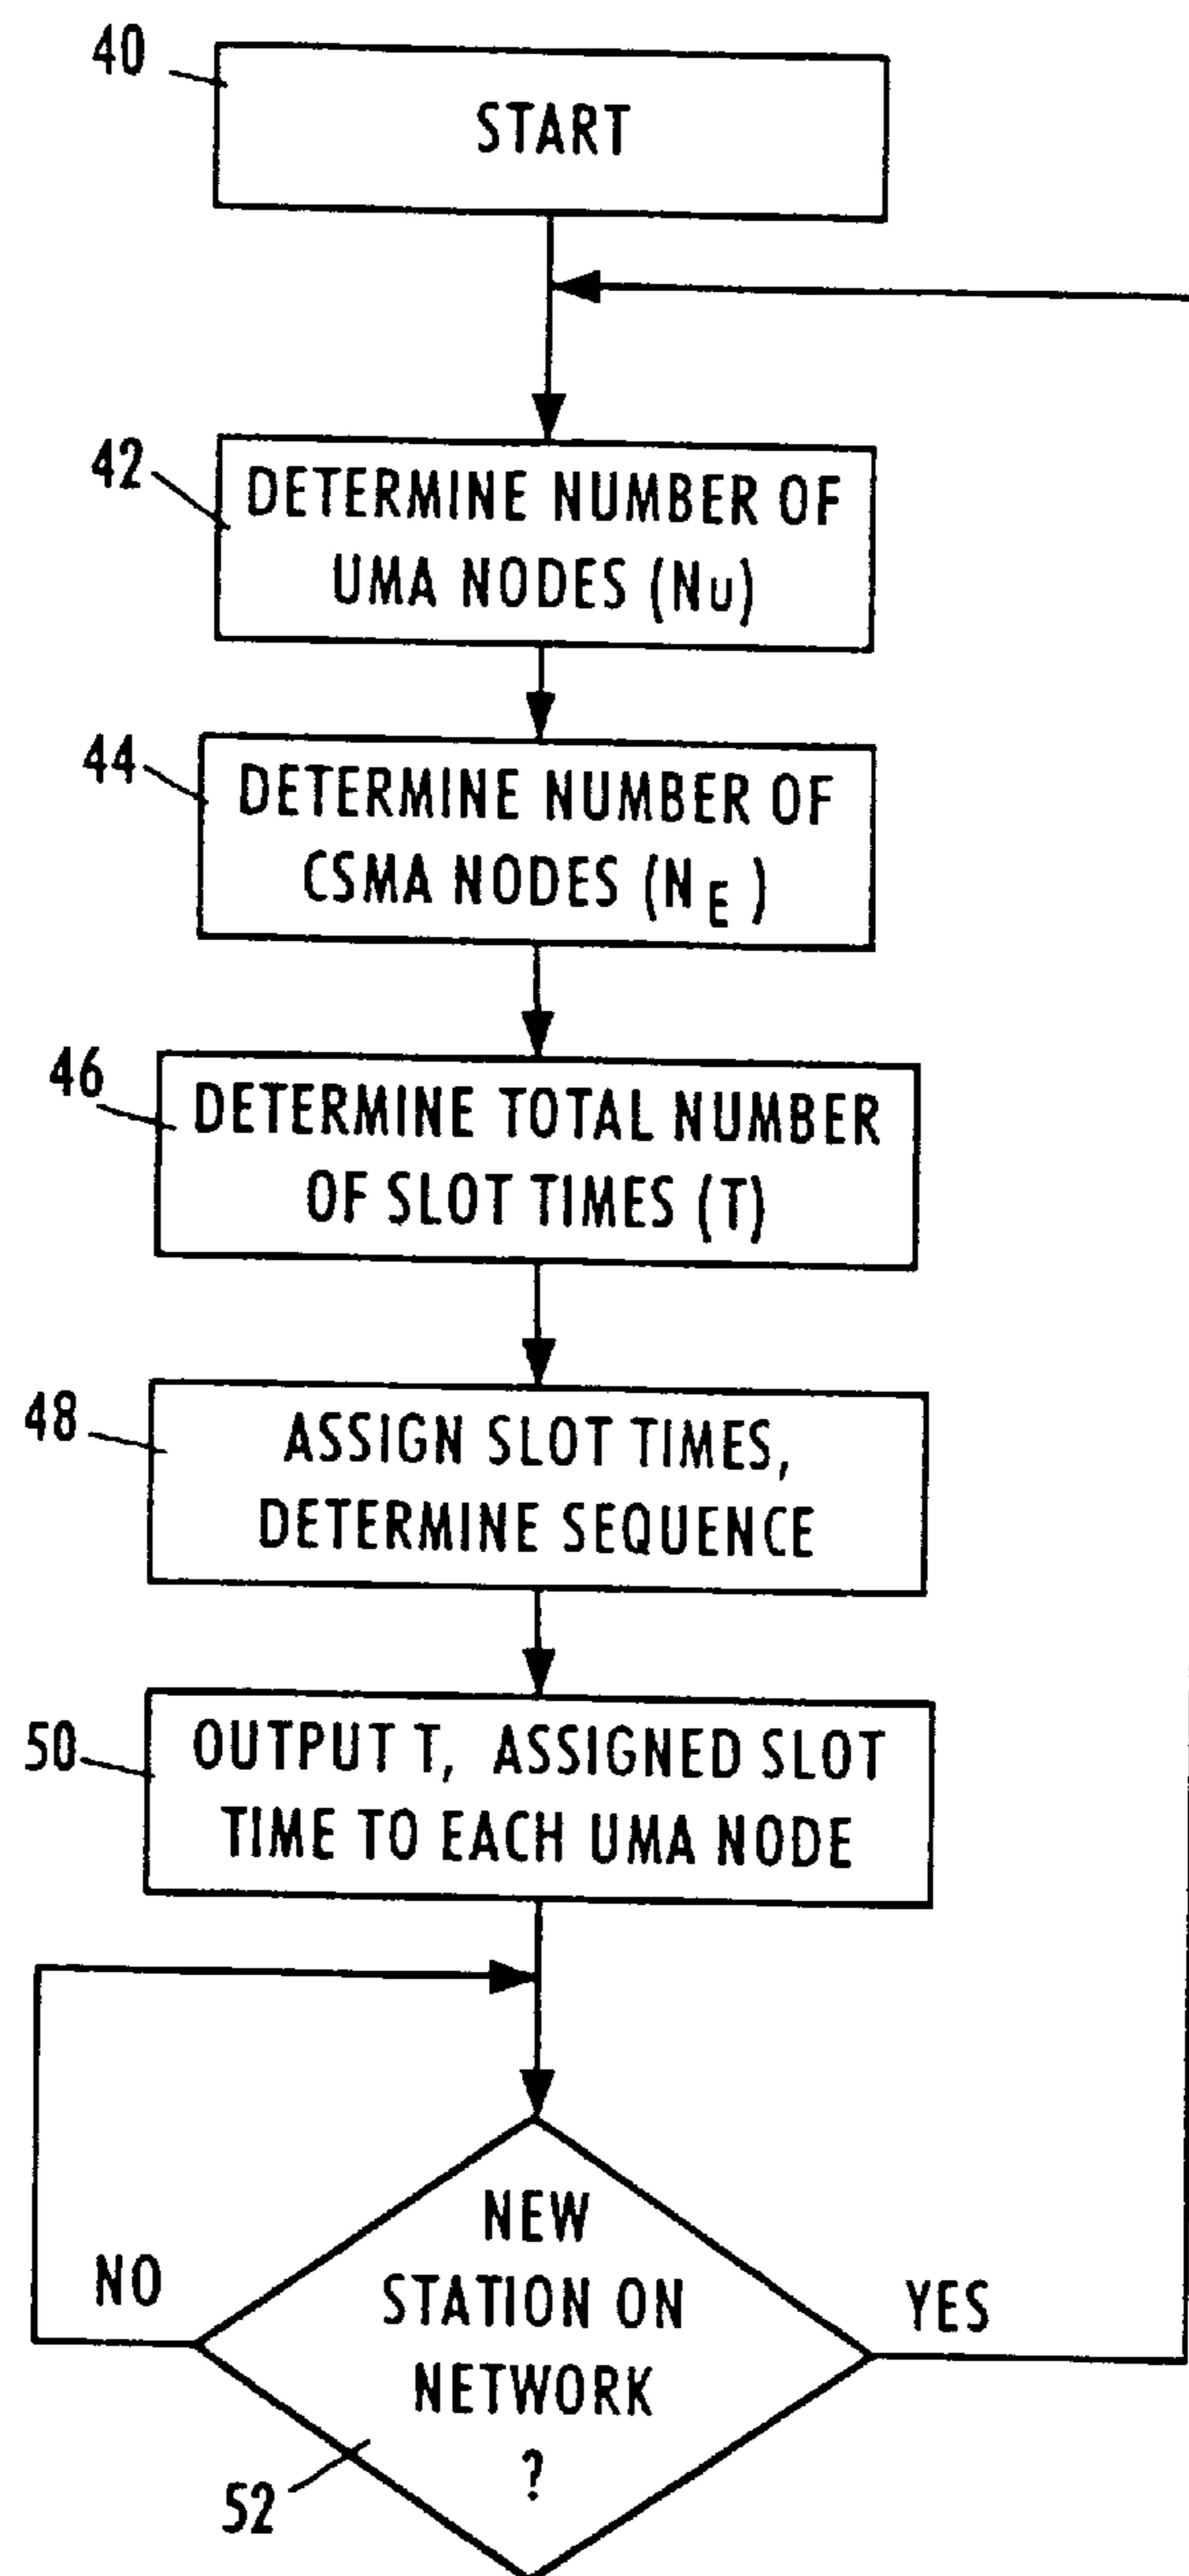 40
START
42
DETERMINE NUMBER OF
UMA NODES (NU)
44
DETERMINE NUMBER OF
CSMA NODES (NE)
46
DETERMINE TOTAL NUMBER
OF SLOT TIMES (T)
48
ASSIGN SLOT TIMES,
DETERMINE SEQUENCE
50
OUTPUT T, ASSIGNED SLOT
TIME TO EACH UMA NODE
NO
NEW
STATION ON
NETWORK
?
YES
52